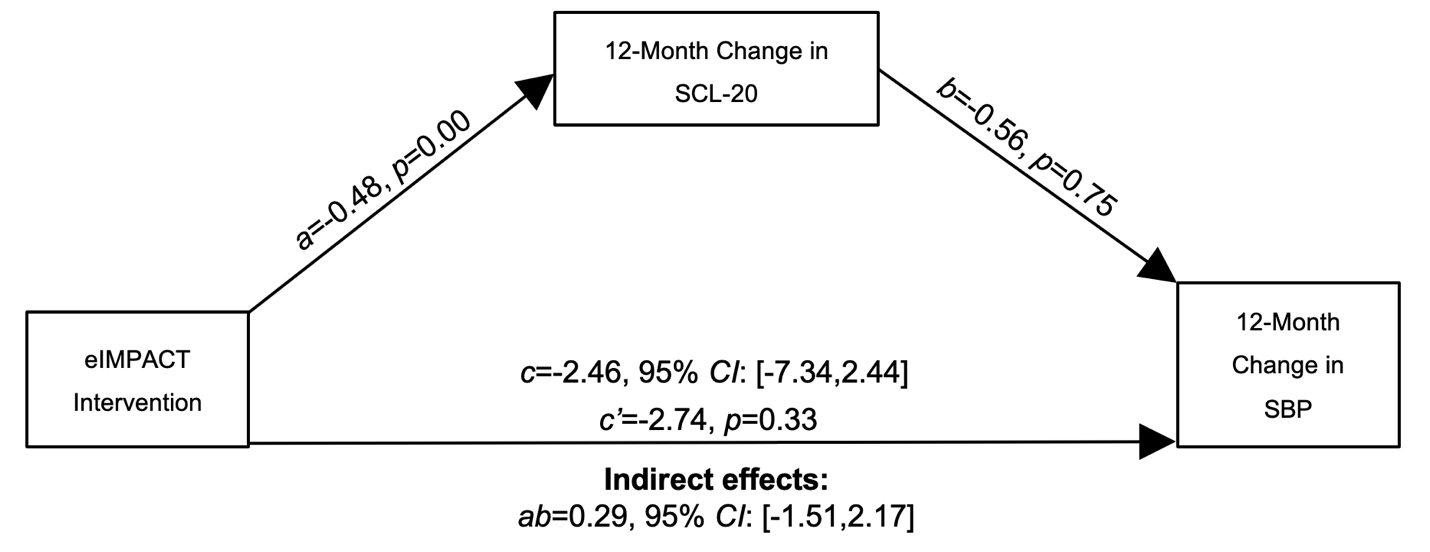 12-Month Change in
SCL-20
a=-0.48, p=0.00
b=-0.56, p=0.75
eIMPACT
Intervention
c=-2.46, 95% CI: [-7.34,2.44]
c’=-2.74, p=0.33
12-Month
Change in
SBP
Indirect effects:
ab=0.29, 95% CI: [-1.51,2.17]